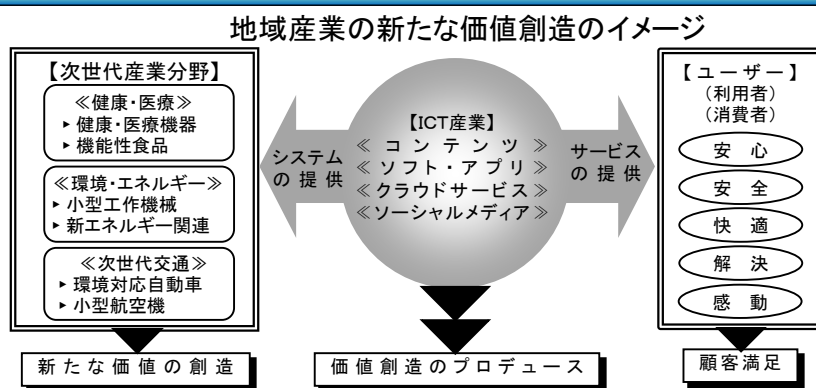 地域産業の新たな価値創造のイメージ
【次世代産業分野】
≪健康・医療≫
▸ 健康・医療機器
▸ 機能性食品
≪環境・エネルギー≫
▸ 小型工作機械
▸ 新エネルギー関連
≪次世代交通≫
▸ 環境対応自動車
▸ 小型航空機
新たな価値の創造
システム
の提供
【ICT産業】
≪コンテンツ≫
≪ソフト・アプリ≫
≪クラウドサービス≫
≪ソーシャルメディア≫
価値創造のプロデュース
サービス
の提供
【ユーザー】
（利用者）
（消費者）
安心
安全
快適
解決
感動
顧客満足